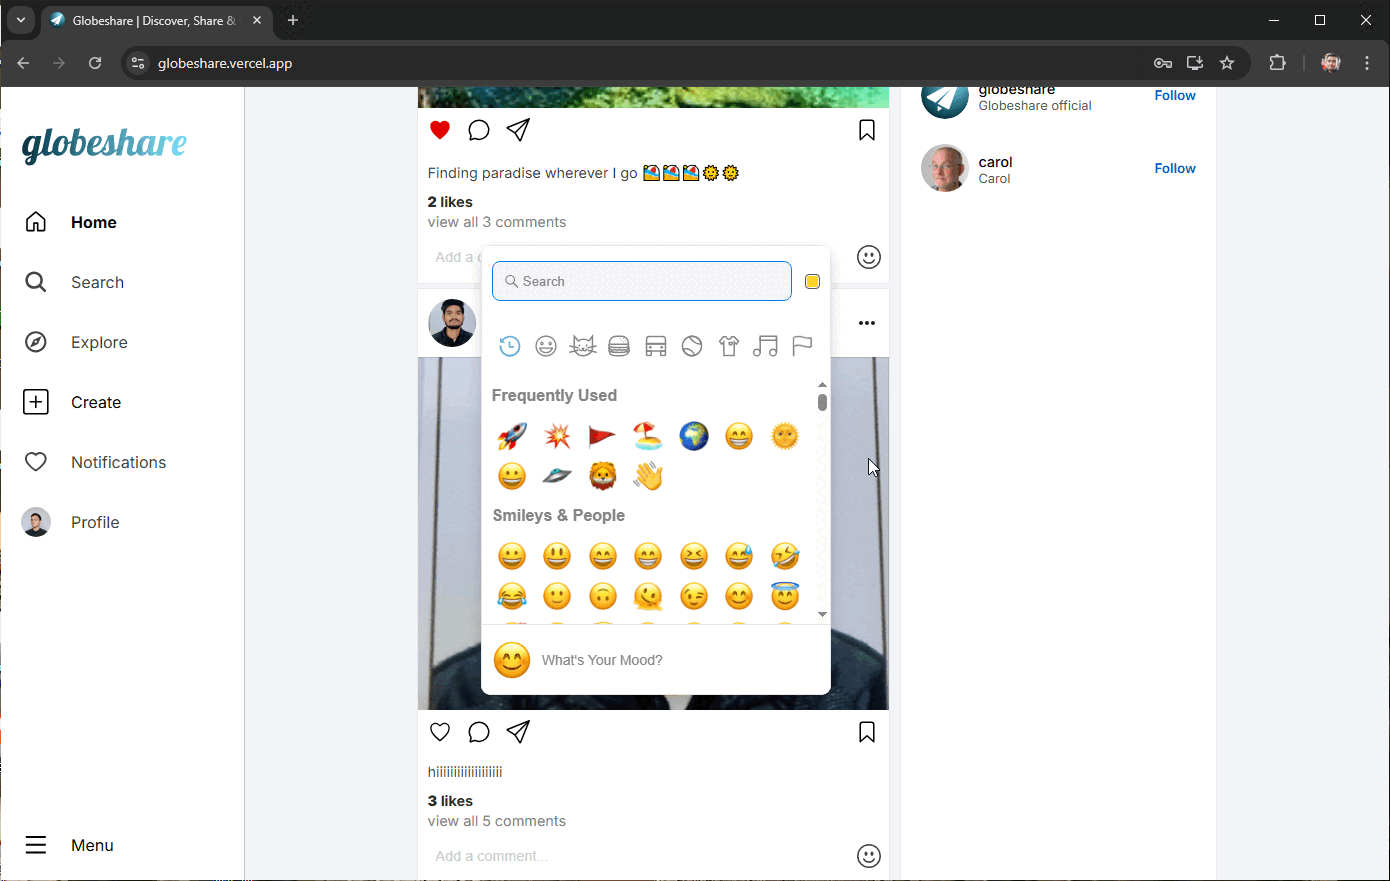 Globeshare | Discover, Share &
globeshare.vercel.app
globeshare
Home
Search
Explore
Create
Notifications
Profile
Menu
Finding paradise wherever I go 🏖️🏖️🏖️🌞🌞
2 likes
view all 3 comments
Add a c
Search
Frequently Used
Smileys & People
What's Your Mood?
hiiiiiiiiiiiiiiiiiii
3 likes
view all 5 comments
Add a comment...
globeshare
Globeshare official
Follow
carol
Carol
Follow